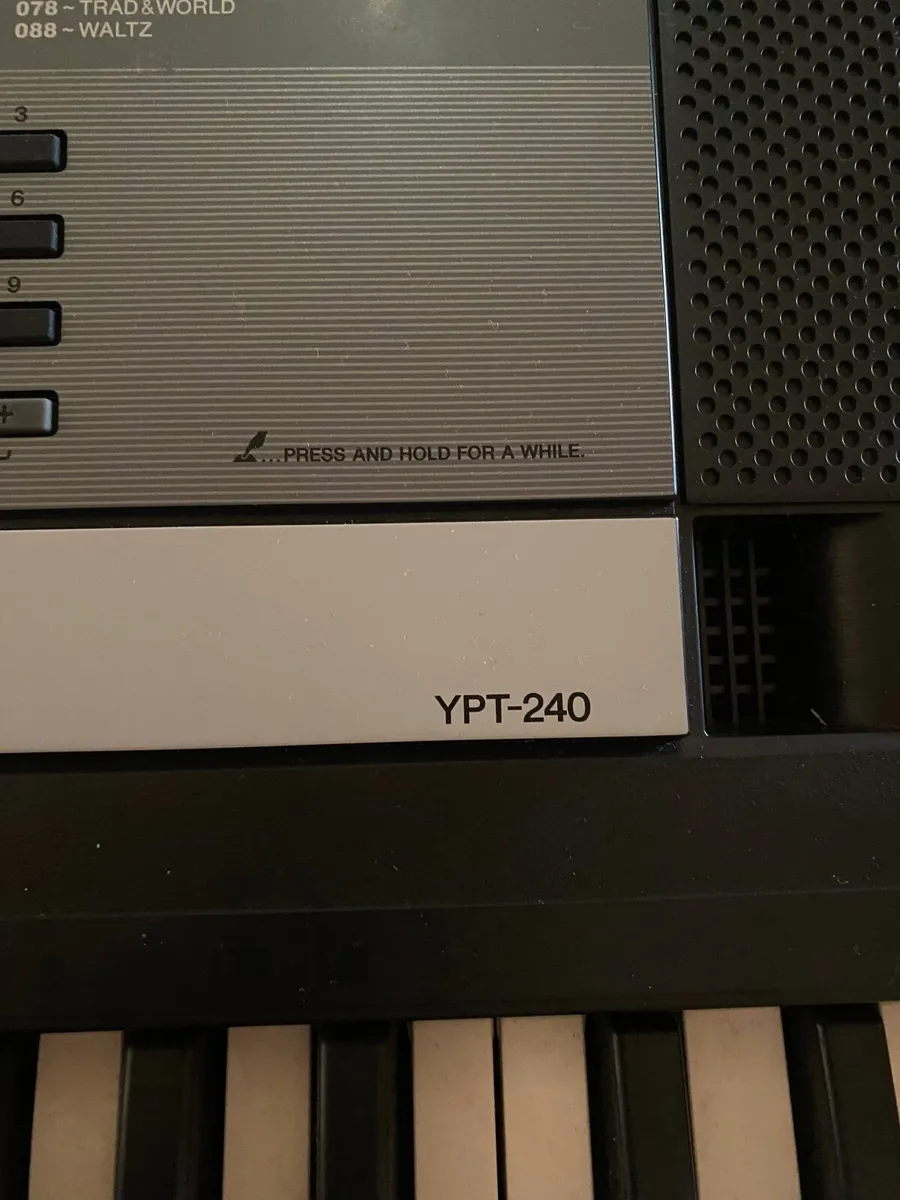 078 ~ TRAD&WORLD
088 ~ WALTZ
3
6
9
+
...PRESS AND HOLD FOR A WHILE.
YPT-240